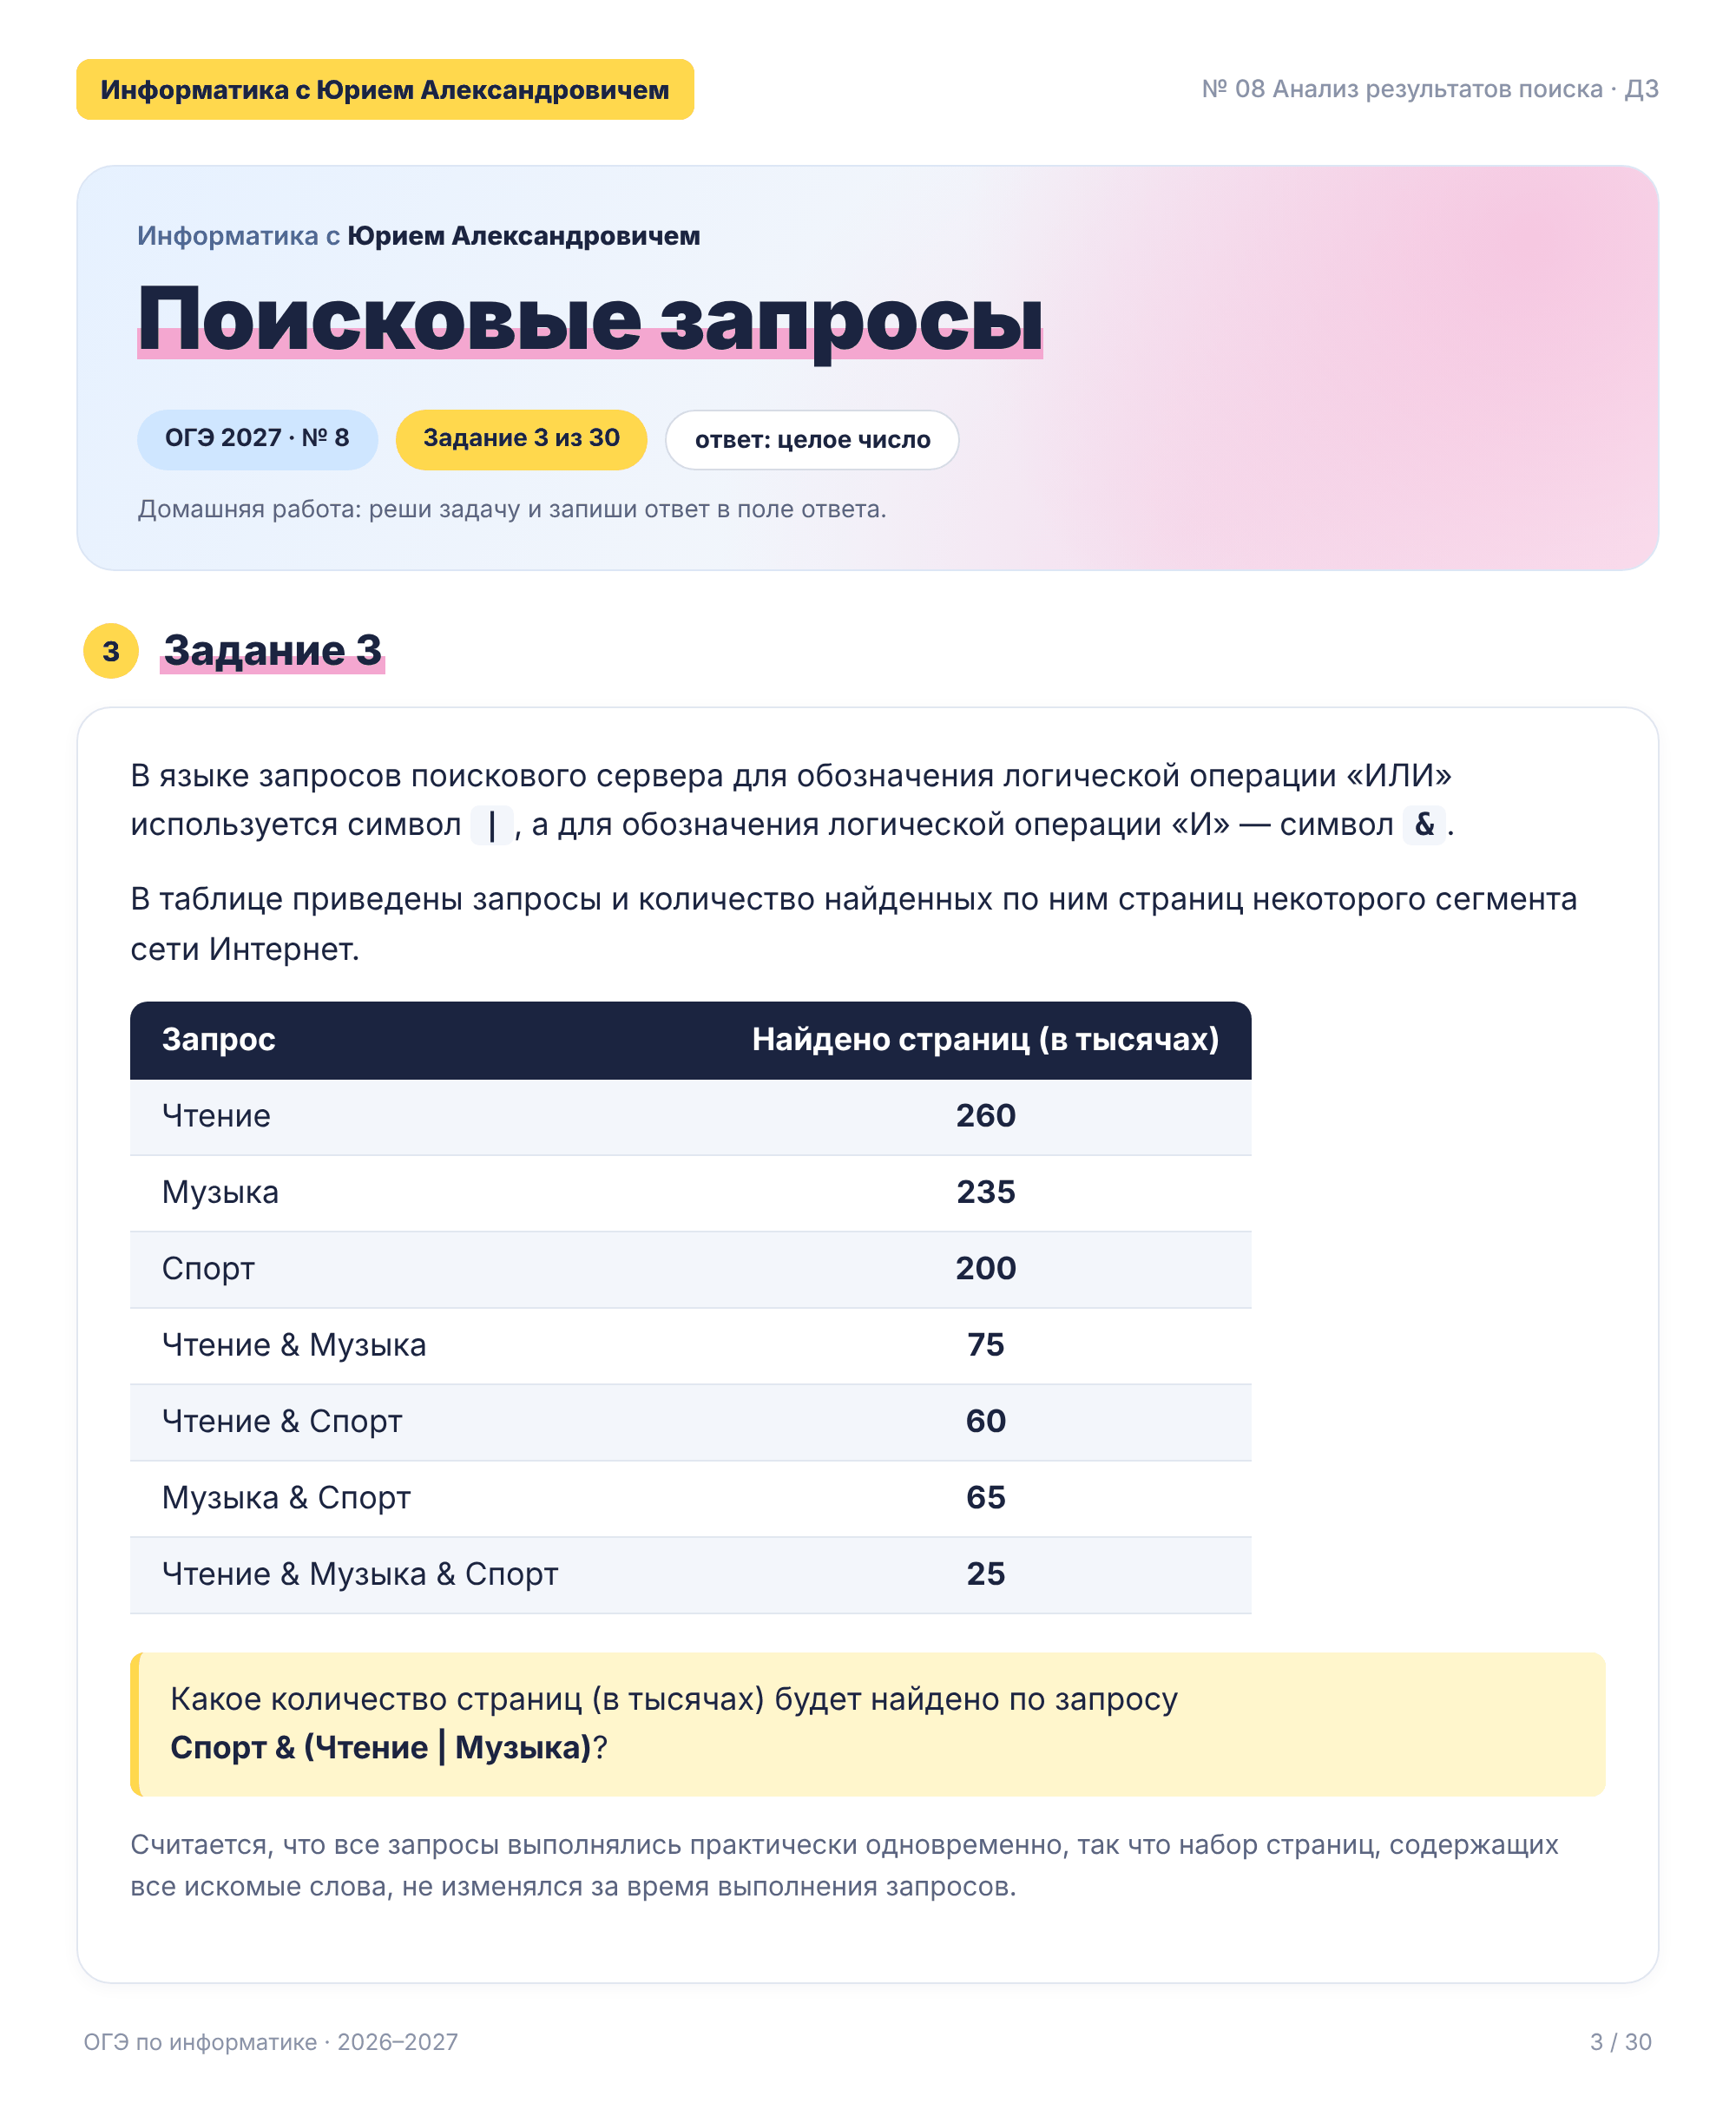 Информатика с Юрием Александровичем
№ 08 Анализ результатов поиска · ДЗ
Информатика с Юрием Александровичем
Поисковые запросы
ОГЭ 2027 · № 8
Задание 3 из 30
ответ: целое число
Домашняя работа: реши задачу и запиши ответ в поле ответа.
3 Задание 3
В языке запросов поискового сервера для обозначения логической операции «ИЛИ»
используется символ |, а для обозначения логической операции «И» — символ &.
В таблице приведены запросы и количество найденных по ним страниц некоторого сегмента
сети Интернет.
Запрос Найдено страниц (в тысячах)
Чтение 260
Музыка 235
Спорт 200
Чтение & Музыка 75
Чтение & Спорт 60
Музыка & Спорт 65
Чтение & Музыка & Спорт 25
Какое количество страниц (в тысячах) будет найдено по запросу
Спорт & (Чтение | Музыка)?
Считается, что все запросы выполнялись практически одновременно, так что набор страниц, содержащих
все искомые слова, не изменялся за время выполнения запросов.
ОГЭ по информатике · 2026–2027
3 / 30